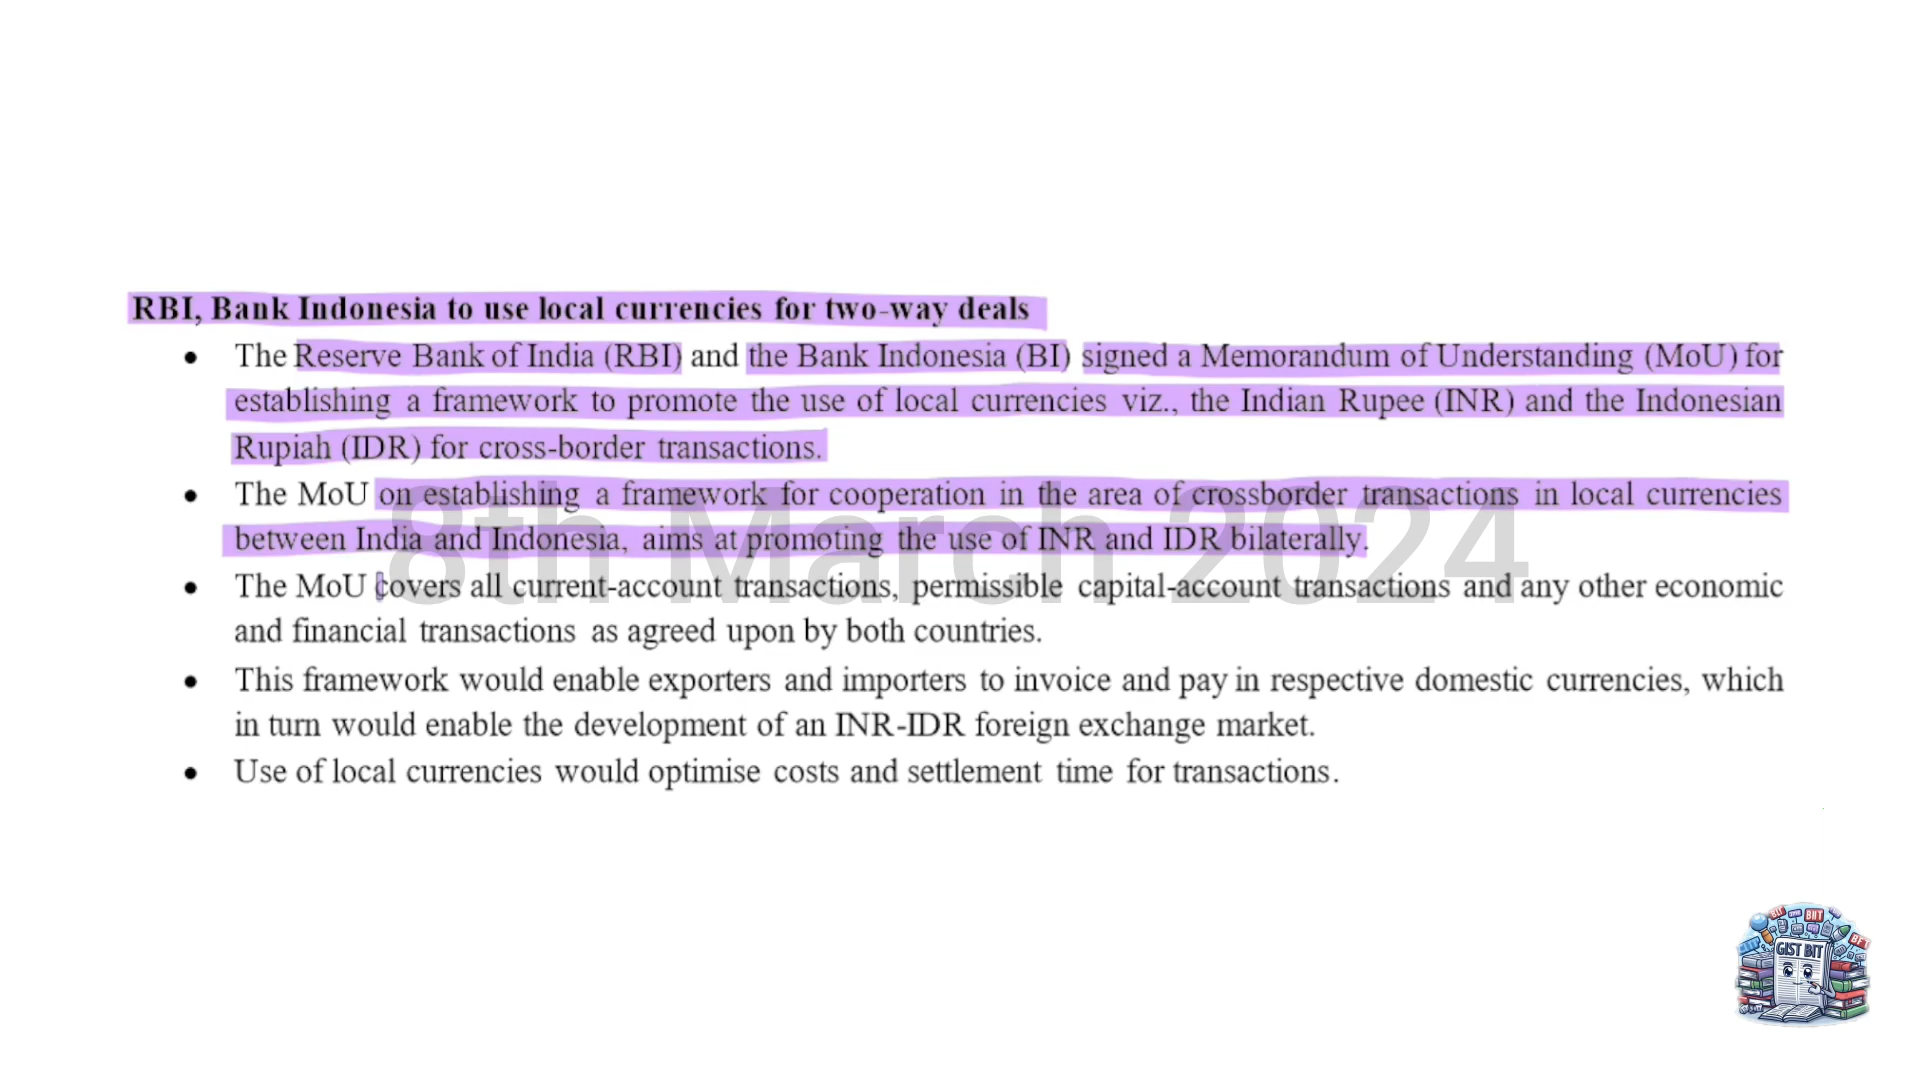 RBI, Bank Indonesia to use local currencies for two-way deals
• The Reserve Bank of India (RBI) and the Bank Indonesia (BI) signed a Memorandum of Understanding (MoU) for
establishing a framework to promote the use of local currencies viz., the Indian Rupee (INR) and the Indonesian
Rupiah (IDR) for cross-border transactions.
• The MoU on establishing a framework for cooperation in the area of crossborder transactions in local currencies
between India and Indonesia, aims at promoting the use of INR and IDR bilaterally.
8th March 2024
• The MoU covers all current-account transactions, permissible capital-account transactions and any other economic
and financial transactions as agreed upon by both countries.
• This framework would enable exporters and importers to invoice and pay in respective domestic currencies, which
in turn would enable the development of an INR-IDR foreign exchange market.
• Use of local currencies would optimise costs and settlement time for transactions.
GIST BIT